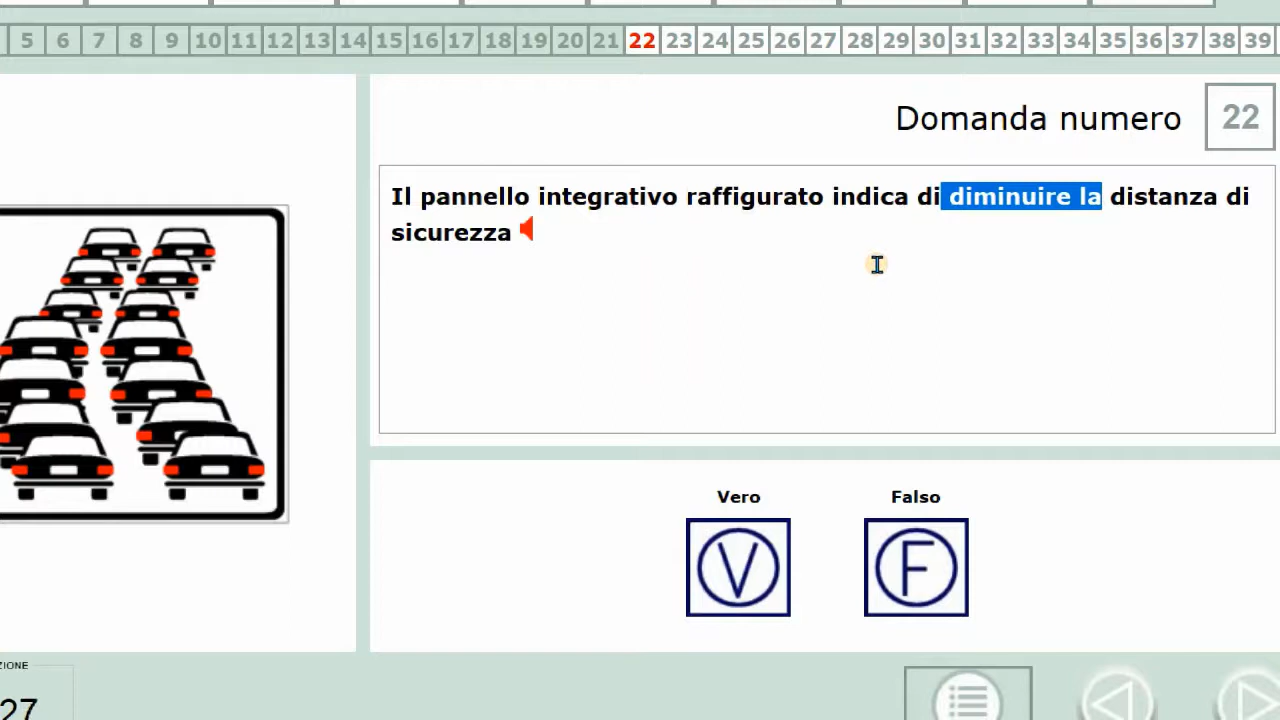 5 6 7 8 9 10 11 12 13 14 15 16 17 18 19 20 21 22 23 24 25 26 27 28 29 30 31 32 33 34 35 36 37 38 39
Domanda numero 22
Il pannello integrativo raffigurato indica di diminuire la distanza di
sicurezza
Vero Falso
V F
ZIONE
27